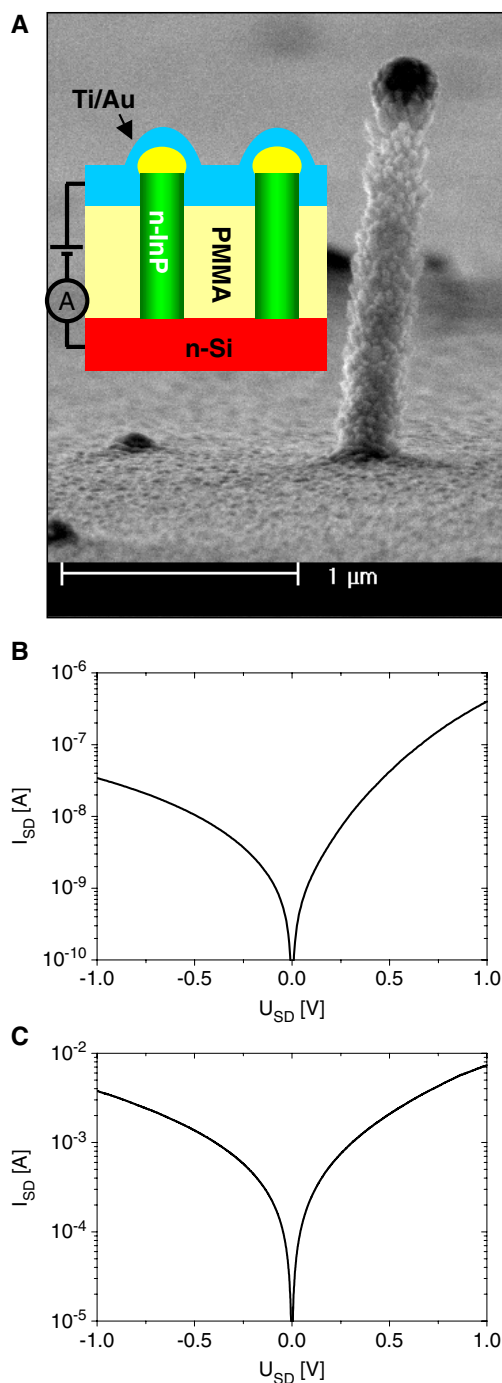 A
Ti/Au
n-InP
PMMA
A
n-Si
1 µm
B
10⁻⁶
10⁻⁷
10⁻⁸
10⁻⁹
10⁻¹⁰
I_SD [A]
-1.0 -0.5 0.0 0.5 1.0
U_SD [V]
C
10⁻²
10⁻³
10⁻⁴
10⁻⁵
I_SD [A]
-1.0 -0.5 0.0 0.5 1.0
U_SD [V]